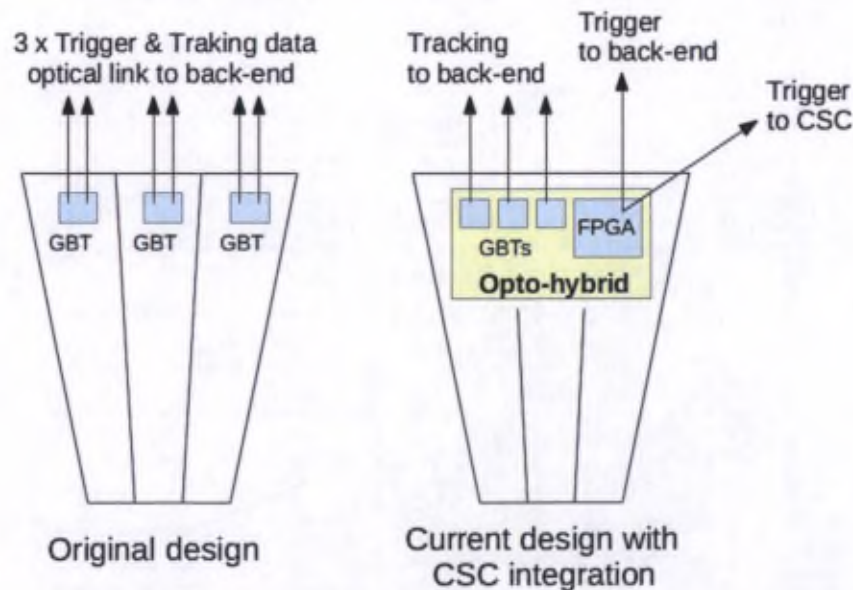 3 x Trigger & Traking data
optical link to back-end
GBT
GBT
GBT
Original design
Tracking
to back-end
Trigger
to back-end
Trigger
to CSC
FPGA
GBTs
Opto-hybrid
Current design with
CSC integration